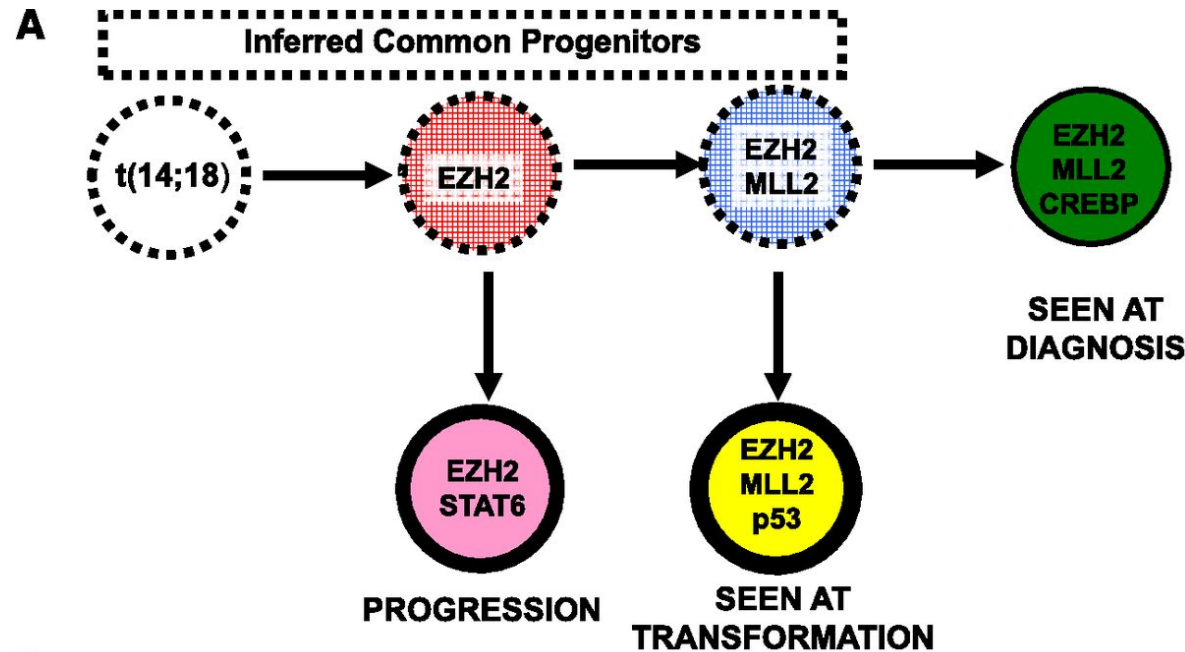 A
Inferred Common Progenitors
t(14;18)
EZH2
EZH2
MLL2
EZH2
MLL2
CREBP
SEEN AT
DIAGNOSIS
EZH2
STAT6
PROGRESSION
EZH2
MLL2
p53
SEEN AT
TRANSFORMATION